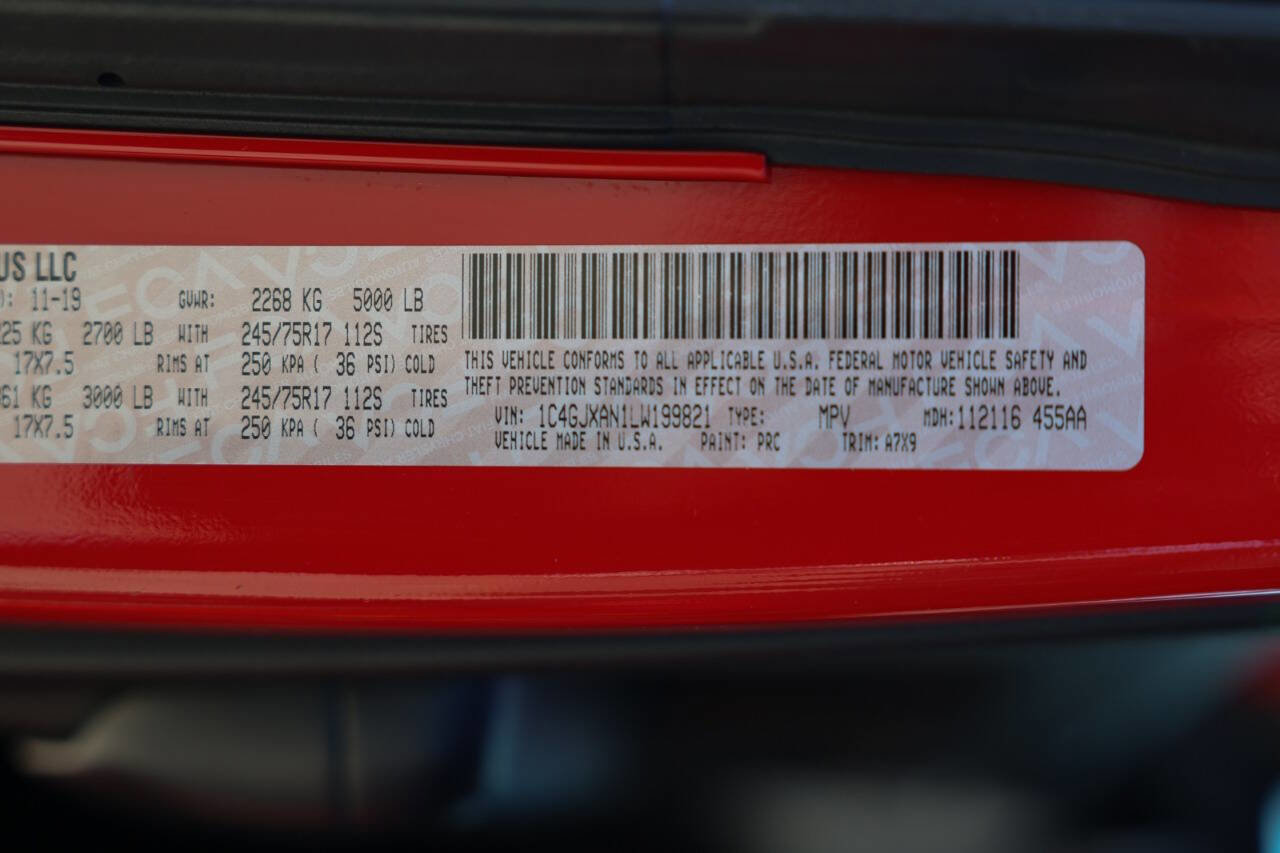 US LLC
): 11-19 GVWR: 2268 KG 5000 LB
225 KG 2700 LB WITH 245/75R17 112S TIRES
17X7.5 RIMS AT 250 KPA ( 36 PSI) COLD
361 KG 3000 LB WITH 245/75R17 112S TIRES
17X7.5 RIMS AT 250 KPA ( 36 PSI) COLD
THIS VEHICLE CONFORMS TO ALL APPLICABLE U.S.A. FEDERAL MOTOR VEHICLE SAFETY AND
THEFT PREVENTION STANDARDS IN EFFECT ON THE DATE OF MANUFACTURE SHOWN ABOVE.
VIN: 1C4GJXAN1LW199821 TYPE: MPV MDH:112116 455AA
VEHICLE MADE IN U.S.A. PAINT: PRC TRIM: A7X9